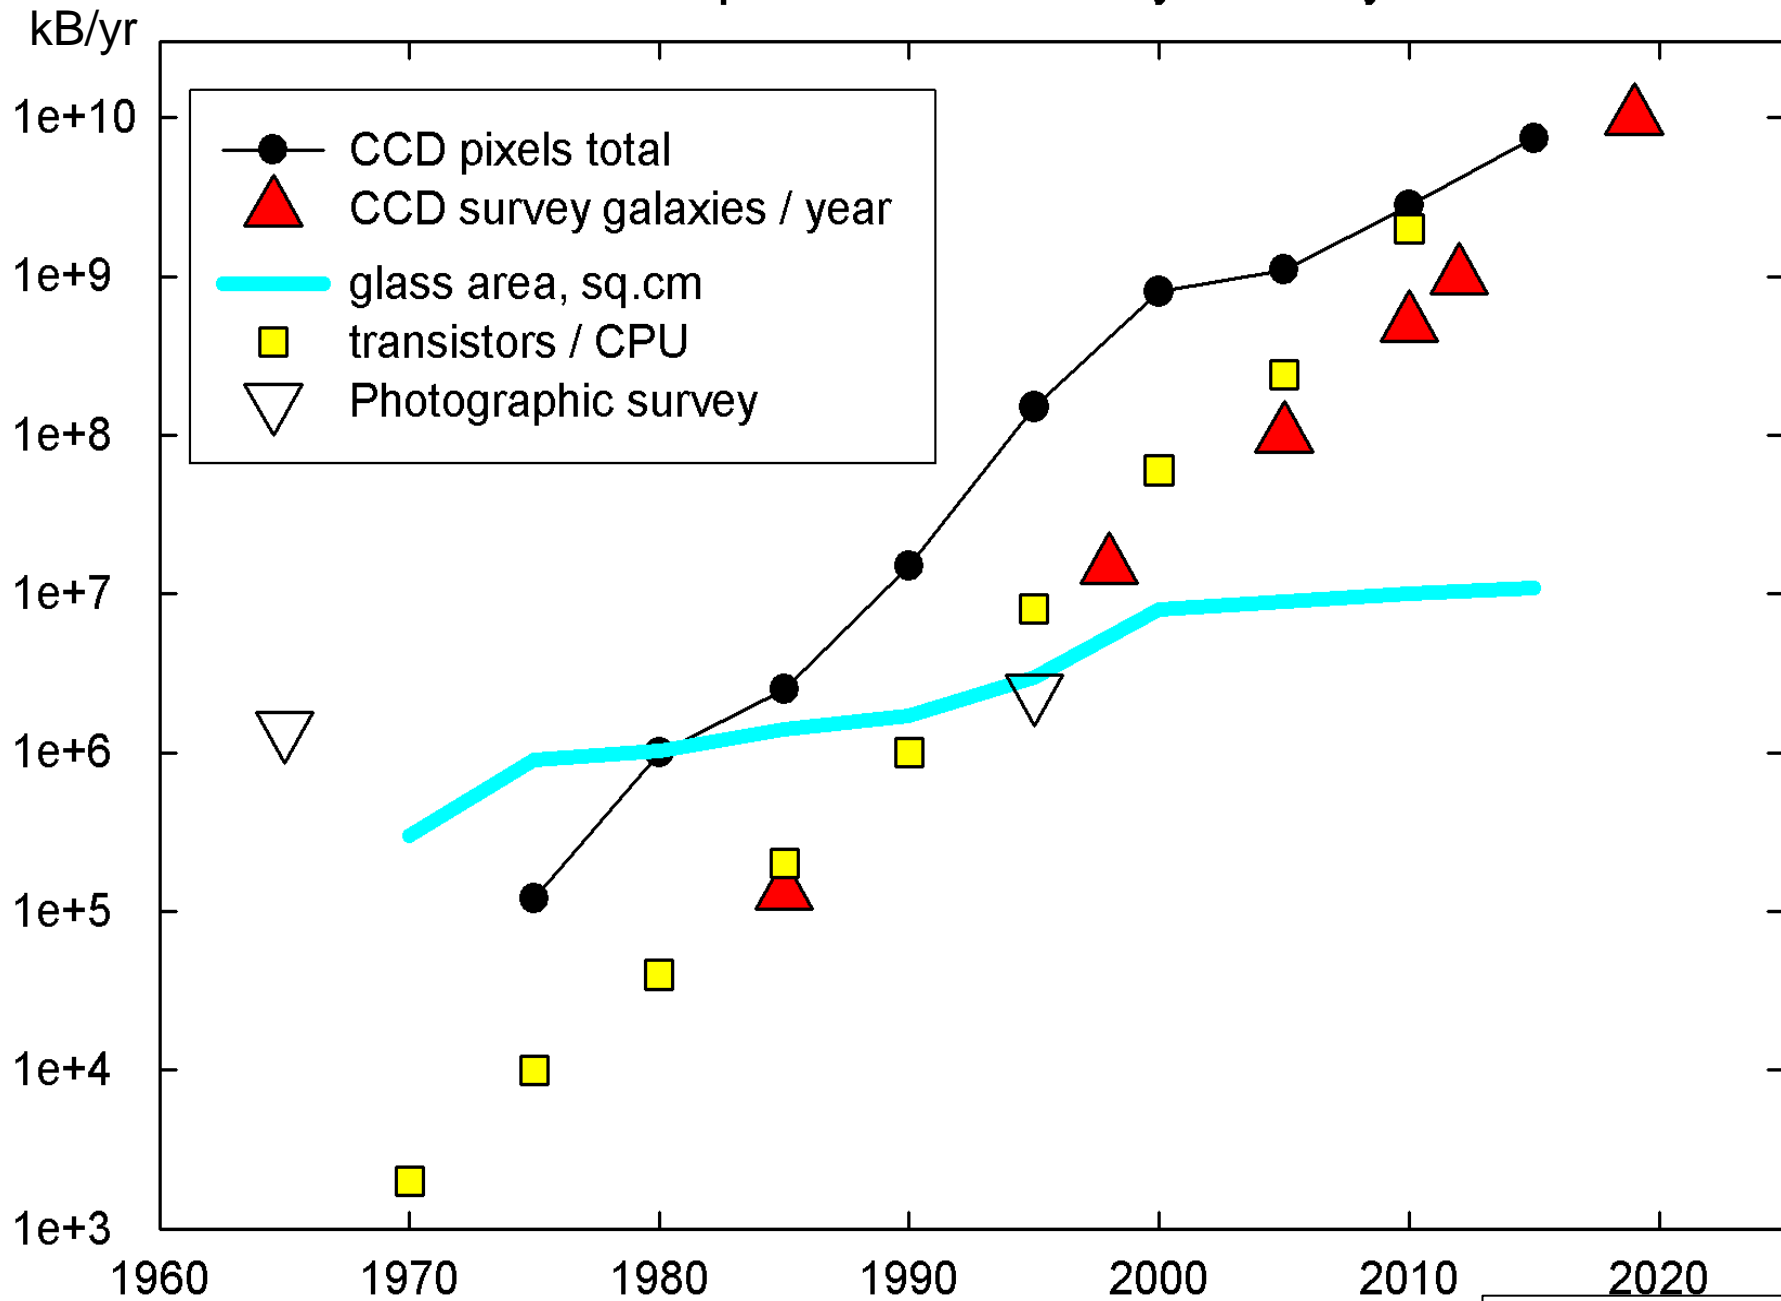 kB/yr
1e+10
1e+9
1e+8
1e+7
1e+6
1e+5
1e+4
1e+3
CCD pixels total
CCD survey galaxies / year
glass area, sq.cm
transistors / CPU
Photographic survey
1960 1970 1980 1990 2000 2010 2020